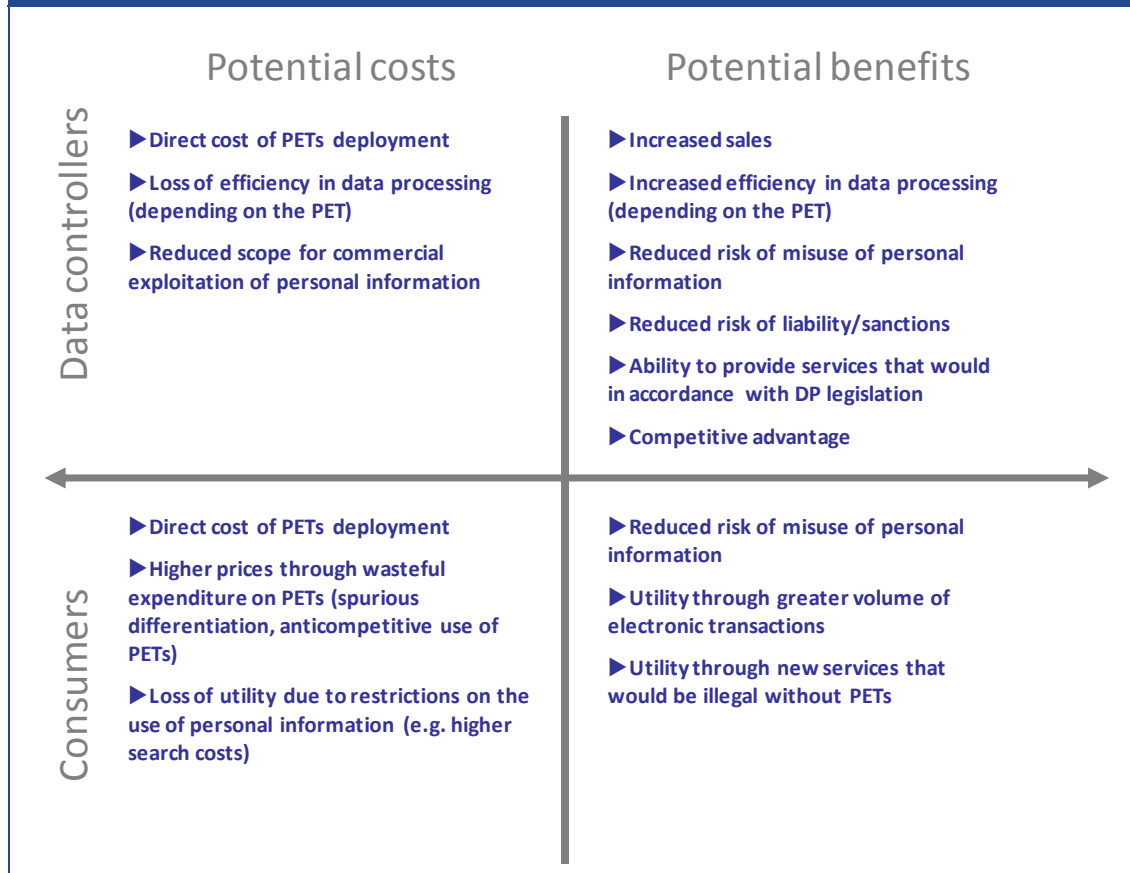 Potential costs
Potential benefits
Data controllers
▶Direct cost of PETs deployment
▶Loss of efficiency in data processing
(depending on the PET)
▶Reduced scope for commercial
exploitation of personal information
▶Increased sales
▶Increased efficiency in data processing
(depending on the PET)
▶Reduced risk of misuse of personal
information
▶Reduced risk of liability/sanctions
▶Ability to provide services that would
in accordance with DP legislation
▶Competitive advantage
Consumers
▶Direct cost of PETs deployment
▶Higher prices through wasteful
expenditure on PETs (spurious
differentiation, anticompetitive use of
PETs)
▶Loss of utility due to restrictions on the
use of personal information (e.g. higher
search costs)
▶Reduced risk of misuse of personal
information
▶Utility through greater volume of
electronic transactions
▶Utility through new services that
would be illegal without PETs